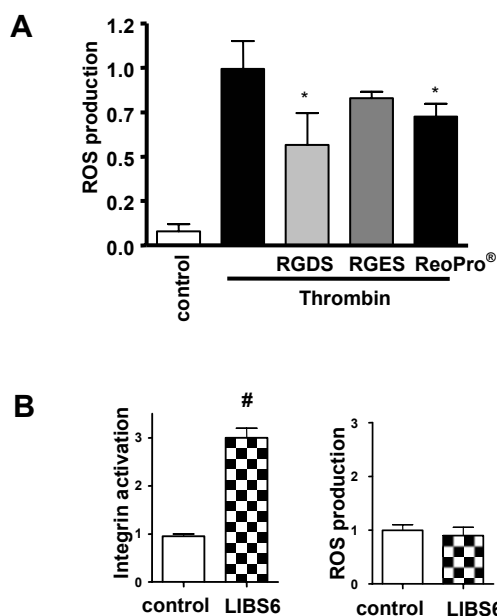 A
ROS production
1.2
1.0
0.7
0.5
0.2
0.0
*
*
control
RGDS RGES ReoPro®
Thrombin
B
Integrin activation
3
2
1
0
#
control LIBS6
ROS production
3
2
1
0
control LIBS6